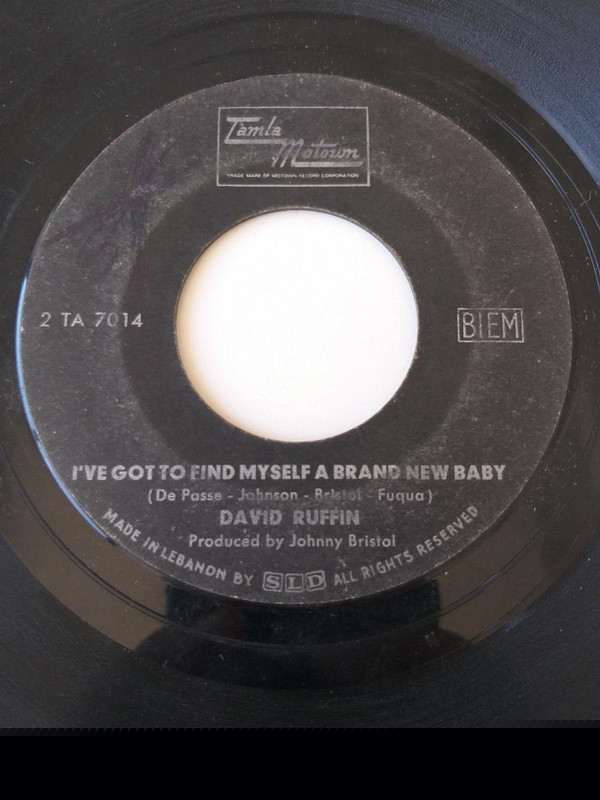 Tamla
Motown
TRADE MARK OF MOTOWN RECORD CORPORATION
2 TA 7014
BIEM
I'VE GOT TO FIND MYSELF A BRAND NEW BABY
(De Passe - Johnson - Bristol - Fuqua)
DAVID RUFFIN
Produced by Johnny Bristol
MADE IN LEBANON BY SLD ALL RIGHTS RESERVED